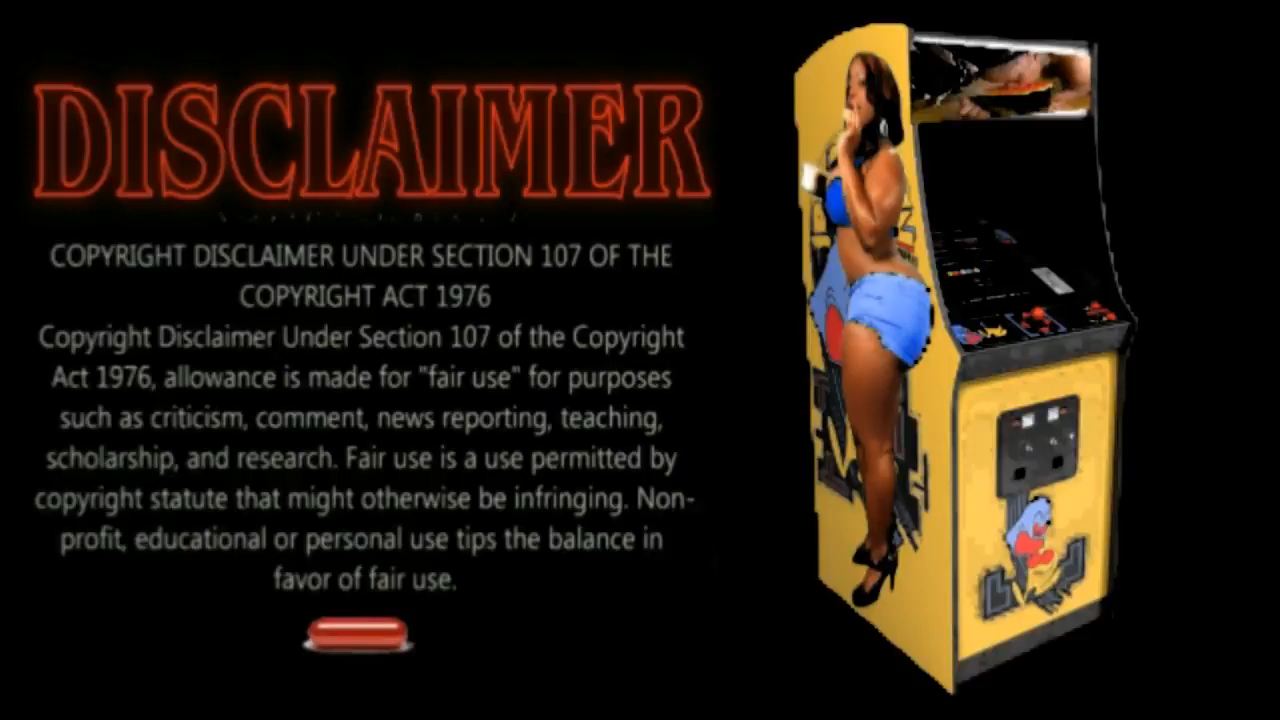 DISCLAIMER
COPYRIGHT DISCLAIMER UNDER SECTION 107 OF THE
COPYRIGHT ACT 1976
Copyright Disclaimer Under Section 107 of the Copyright
Act 1976, allowance is made for "fair use" for purposes
such as criticism, comment, news reporting, teaching,
scholarship, and research. Fair use is a use permitted by
copyright statute that might otherwise be infringing. Non-
profit, educational or personal use tips the balance in
favor of fair use.